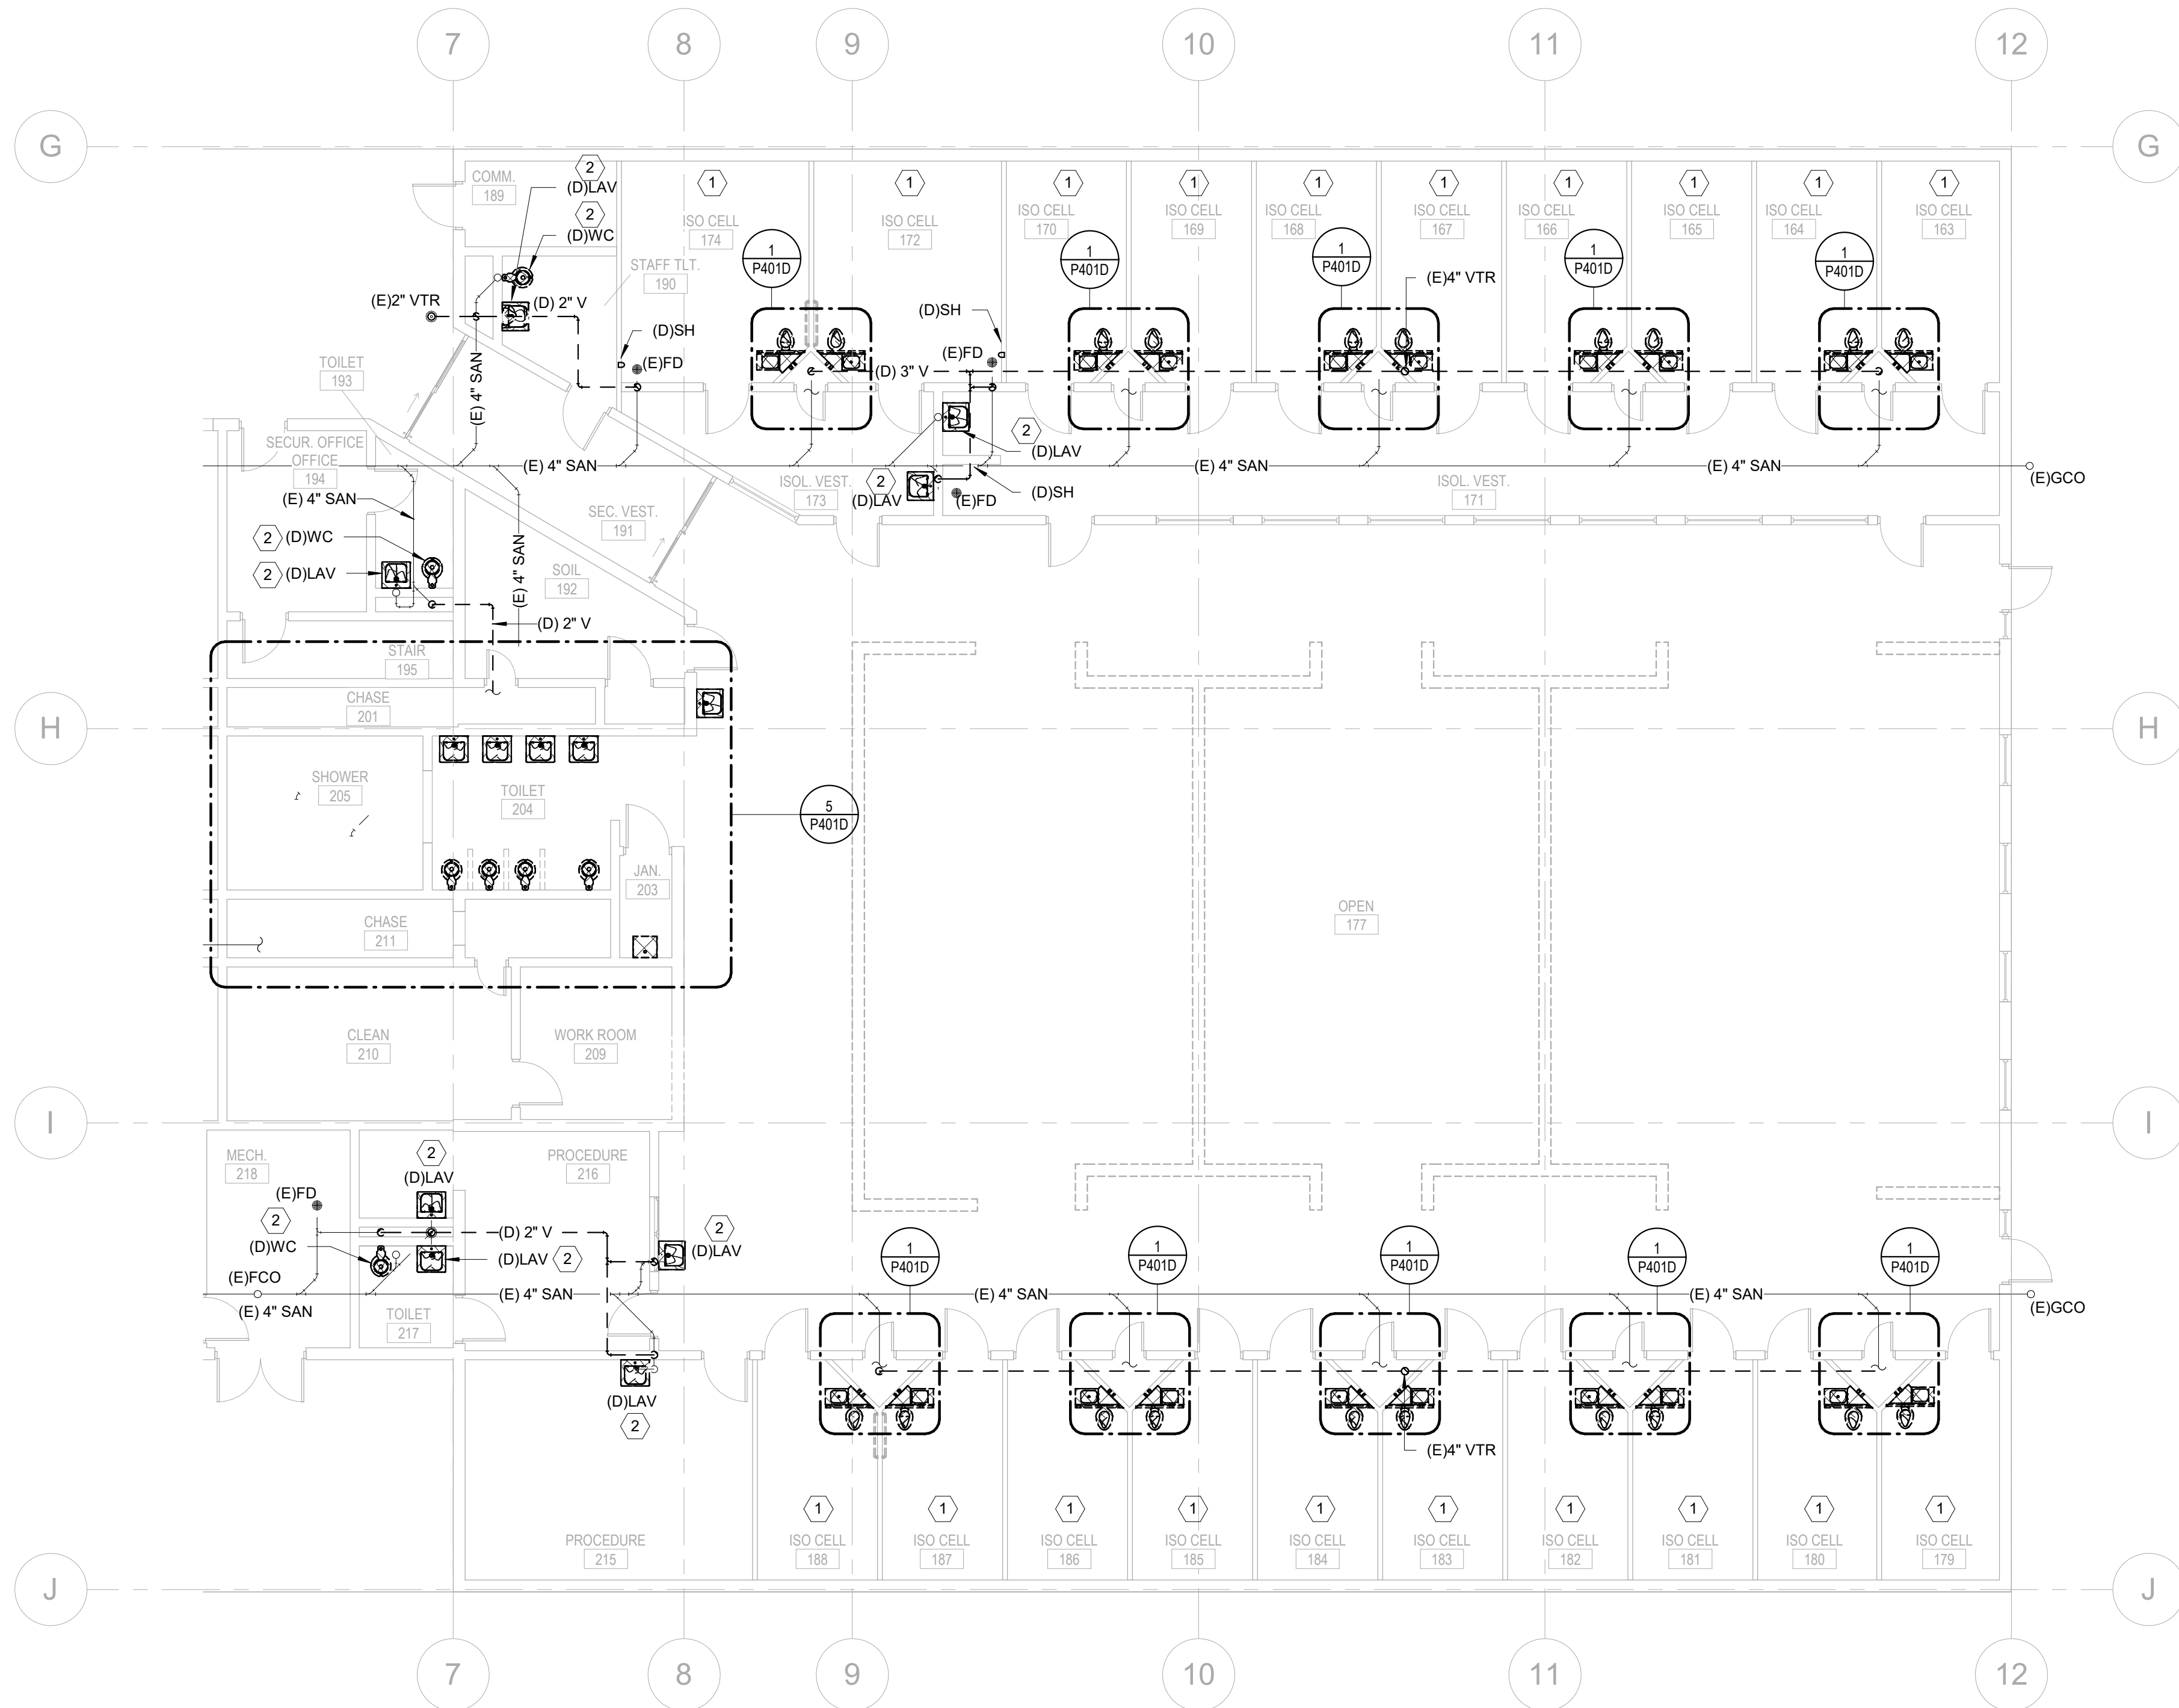 7 8 9 10 11 12
G G
COMM.
189
2
(D)LAV
2
(D)WC
1 1 1 1 1 1 1 1 1
ISO CELL
174
ISO CELL
172
ISO CELL
170
ISO CELL
169
ISO CELL
168
ISO CELL
167
ISO CELL
166
ISO CELL
165
ISO CELL
164
1
ISO CELL
163
1
P401D
1
P401D
1
P401D
1
P401D
1
P401D
STAFF TLT.
190
(E)4" VTR
(E)2" VTR
(D) 2" V
(D)SH
(D)SH
(E)FD
(E)FD
(D) 3" V
TOILET
193
(E) 4" SAN
2
(D)LAV
SECUR. OFFICE
OFFICE
194
(E) 4" SAN
(E) 4" SAN
(E) 4" SAN
(E)GCO
ISOL. VEST.
173
2
(D)LAV
(E)FD
(D)SH
ISOL. VEST.
171
(E) 4" SAN
SEC. VEST.
191
2 (D)WC
2 (D)LAV
SOIL
192
(E) 4" SAN
(D) 2" V
STAIR
195
CHASE
201
H H
SHOWER
205
TOILET
204
5
P401D
JAN.
203
OPEN
177
CHASE
211
CLEAN
210
WORK ROOM
209
I I
MECH.
218
2
(D)LAV
PROCEDURE
216
(E)FD
2
(D)WC
(D) 2" V
(D)LAV 2
2
(D)LAV
1
P401D
1
P401D
1
P401D
1
P401D
1
P401D
(E)FCO
(E) 4" SAN
(E) 4" SAN
(E) 4" SAN
(E) 4" SAN
(E)GCO
TOILET
217
(D)LAV
2
(E)4" VTR
1 1 1 1 1 1 1 1 1 1
PROCEDURE
215
ISO CELL
188
ISO CELL
187
ISO CELL
186
ISO CELL
185
ISO CELL
184
ISO CELL
183
ISO CELL
182
ISO CELL
181
ISO CELL
180
ISO CELL
179
J J
7 8 9 10 11 12